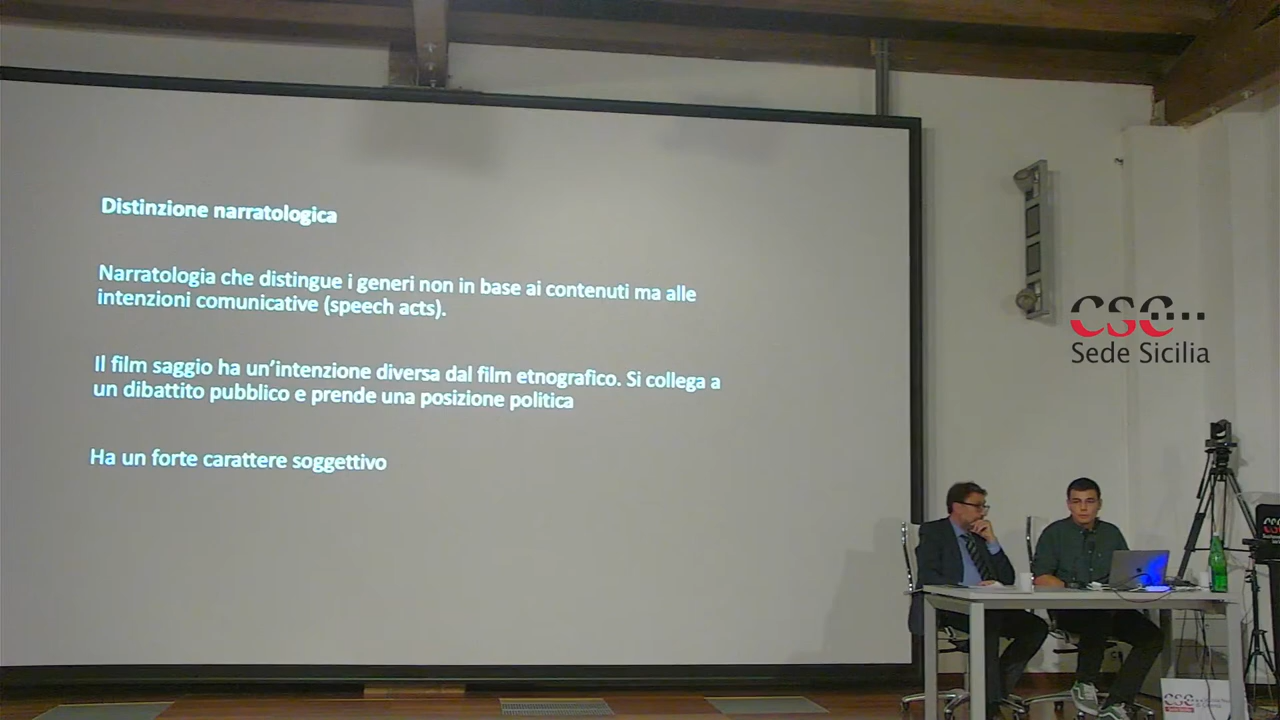 Distinzione narratologica
Narratologia che distingue i generi non in base ai contenuti ma alle
intenzioni comunicative (speech acts).
Il film saggio ha un'intenzione diversa dal film etnografico. Si collega a
un dibattito pubblico e prende una posizione politica
Ha un forte carattere soggettivo
CSC
Sede Sicilia
CSC